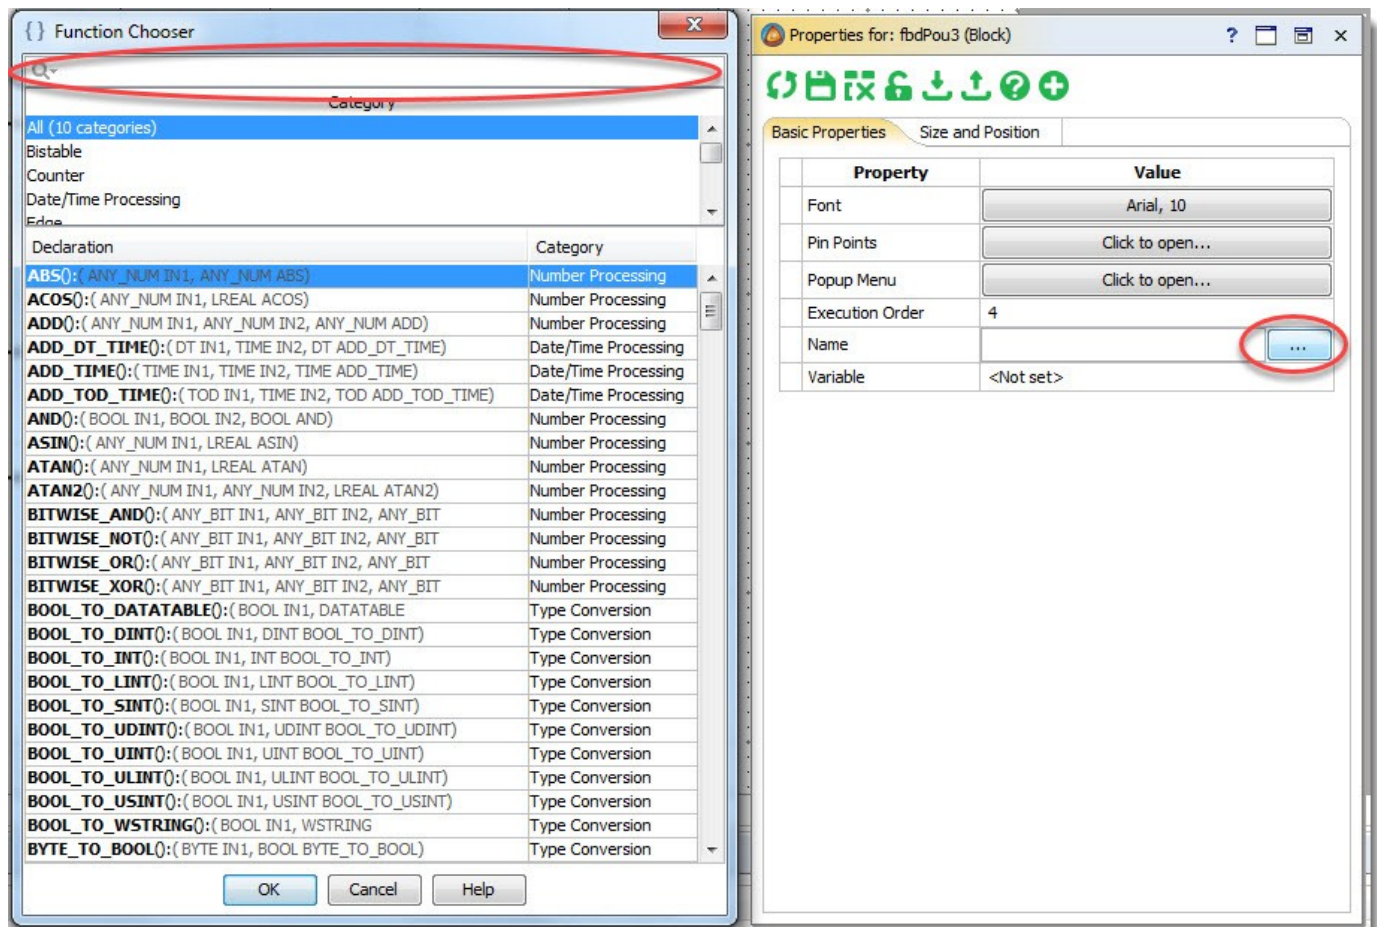 { } Function Chooser
Category
All (10 categories)
Bistable
Counter
Date/Time Processing
Edge
Declaration Category
ABS():( ANY_NUM IN1, ANY_NUM ABS) Number Processing
ACOS():( ANY_NUM IN1, LREAL ACOS) Number Processing
ADD():( ANY_NUM IN1, ANY_NUM IN2, ANY_NUM ADD) Number Processing
ADD_DT_TIME():( DT IN1, TIME IN2, DT ADD_DT_TIME) Date/Time Processing
ADD_TIME():( TIME IN1, TIME IN2, TIME ADD_TIME) Date/Time Processing
ADD_TOD_TIME():( TOD IN1, TIME IN2, TOD ADD_TOD_TIME) Date/Time Processing
AND():( BOOL IN1, BOOL IN2, BOOL AND) Number Processing
ASIN():( ANY_NUM IN1, LREAL ASIN) Number Processing
ATAN():( ANY_NUM IN1, LREAL ATAN) Number Processing
ATAN2():( ANY_NUM IN1, ANY_NUM IN2, LREAL ATAN2) Number Processing
BITWISE_AND():( ANY_BIT IN1, ANY_BIT IN2, ANY_BIT Number Processing
BITWISE_NOT():( ANY_BIT IN1, ANY_BIT IN2, ANY_BIT Number Processing
BITWISE_OR():( ANY_BIT IN1, ANY_BIT IN2, ANY_BIT Number Processing
BITWISE_XOR():( ANY_BIT IN1, ANY_BIT IN2, ANY_BIT Number Processing
BOOL_TO_DATATABLE():( BOOL IN1, DATATABLE Type Conversion
BOOL_TO_DINT():( BOOL IN1, DINT BOOL_TO_DINT) Type Conversion
BOOL_TO_INT():( BOOL IN1, INT BOOL_TO_INT) Type Conversion
BOOL_TO_LINT():( BOOL IN1, LINT BOOL_TO_LINT) Type Conversion
BOOL_TO_SINT():( BOOL IN1, SINT BOOL_TO_SINT) Type Conversion
BOOL_TO_UDINT():( BOOL IN1, UDINT BOOL_TO_UDINT) Type Conversion
BOOL_TO_UINT():( BOOL IN1, UINT BOOL_TO_UINT) Type Conversion
BOOL_TO_ULINT():( BOOL IN1, ULINT BOOL_TO_ULINT) Type Conversion
BOOL_TO_USINT():( BOOL IN1, USINT BOOL_TO_USINT) Type Conversion
BOOL_TO_WSTRING():( BOOL IN1, WSTRING Type Conversion
BYTE_TO_BOOL():( BYTE IN1, BOOL BYTE_TO_BOOL) Type Conversion
OK Cancel Help
Properties for: fbdPou3 (Block)
Basic Properties Size and Position
Property Value
Font Arial, 10
Pin Points Click to open...
Popup Menu Click to open...
Execution Order 4
Name ...
Variable <Not set>